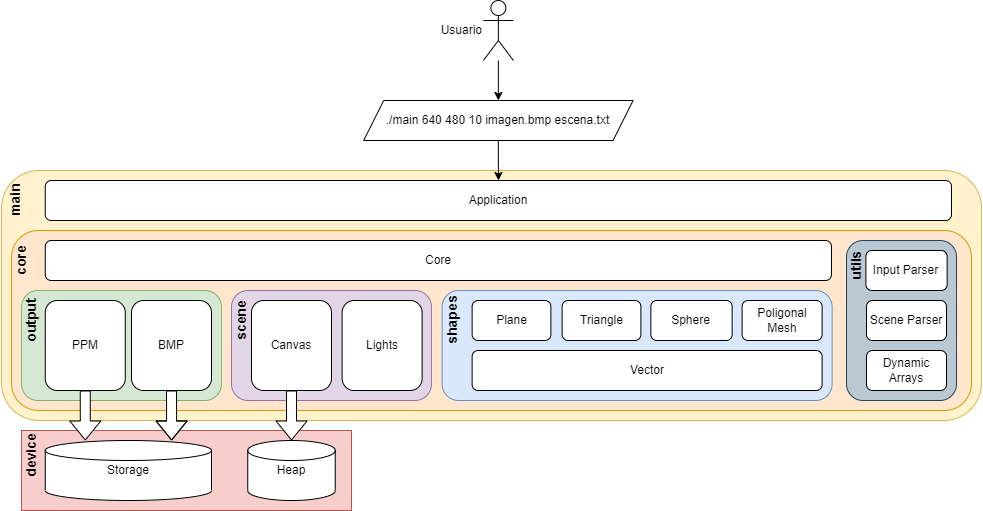 Usuario
./main 640 480 10 imagen.bmp escena.txt
main
Application
core
Core
utils
Input Parser
Scene Parser
Dynamic
Arrays
output
PPM
BMP
scene
Canvas
Lights
shapes
Plane
Triangle
Sphere
Poligonal
Mesh
Vector
device
Storage
Heap